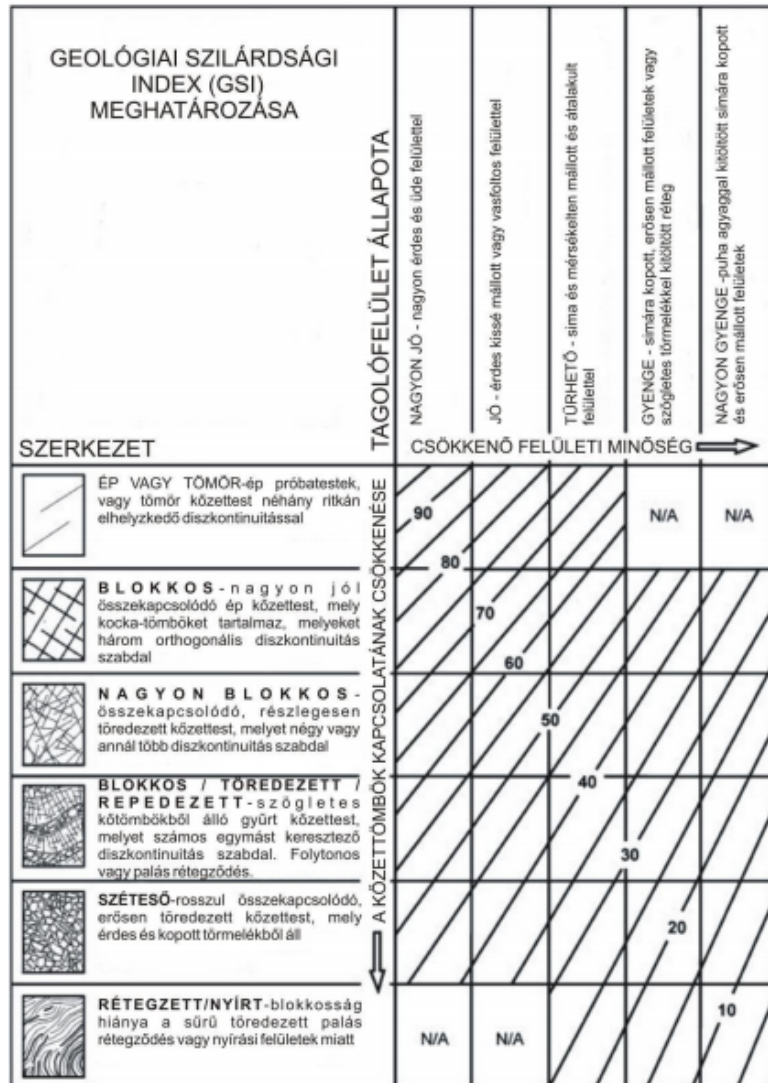 GEOLÓGIAI SZILÁRDSÁGI
INDEX (GSI)
MEGHATÁROZÁSA
TAGOLÓFELÜLET ÁLLAPOTA
NAGYON JÓ - nagyon érdes és üde felülettel
JÓ - érdes kissé mállott vagy vasfoltos felülettel
TŰRHETŐ - sima és mérsékelten mállott és átalakult
felülettel
GYENGE - simára kopott, erősen mállott felületek vagy
szögletes törmelékkel kitöltött réteg
NAGYON GYENGE -puha agyaggal kitöltött simára kopott
és erősen mállott felületek
SZERKEZET
CSÖKKENŐ FELÜLETI MINŐSÉG
A KÖZETTÖMBÖK KAPCSOLATÁNAK CSÖKKENÉSE
ÉP VAGY TÖMÖR-ép próbatestek,
vagy tömör kőzettest néhány ritkán
elhelyzkedő diszkontinuitással
90
N/A
N/A
80
BLOKKOS-nagyon jól
összekapcsolódó ép kőzettest, mely
kocka-tömböket tartalmaz, melyeket
három orthogonális diszkontinuitás
szabdal
70
60
NAGYON BLOKKOS-
összekapcsolódó, részlegesen
töredezett kőzettest, melyet négy vagy
annál több diszkontinuitás szabdal
50
40
BLOKKOS / TÖREDEZETT /
REPEDEZETT-szögletes
kőtömbökből álló gyűrt kőzettest,
melyet számos egymást keresztező
diszkontinuitás szabdal. Folytonos
vagy palás rétegződés.
30
SZÉTESŐ-rosszul összekapcsolódó,
erősen töredezett kőzettest, mely
érdes és kopott törmelékből áll
20
RÉTEGZETT/NYÍRT-blokkosság
hiánya a sűrű töredezett palás
rétegződés vagy nyírási felületek miatt
N/A
N/A
10